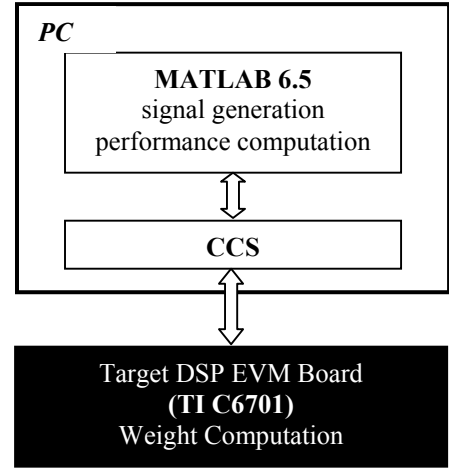 PC
MATLAB 6.5
signal generation
performance computation
CCS
Target DSP EVM Board
(TI C6701)
Weight Computation